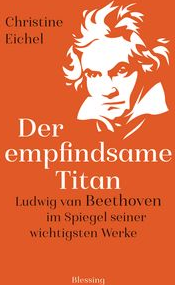 Christine
Eichel
Der
empfindsame
Titan
Ludwig van Beethoven
im Spiegel seiner
wichtigsten Werke
Blessing